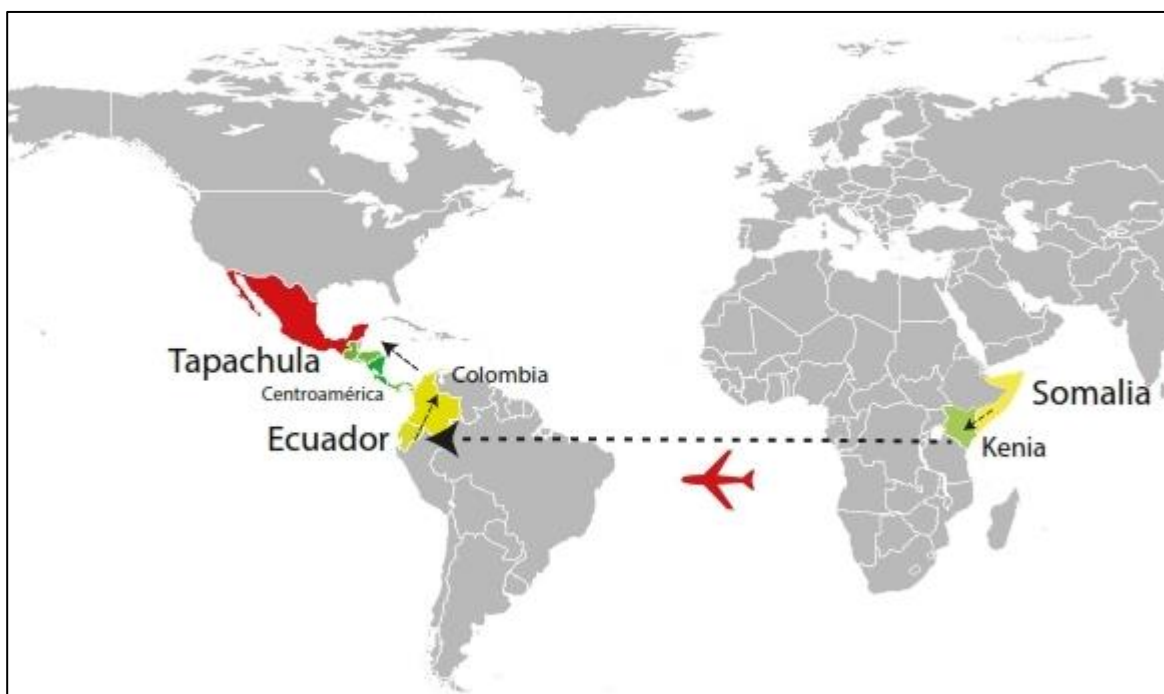 Tapachula
Colombia
Centroamérica
Somalia
Ecuador
Kenia